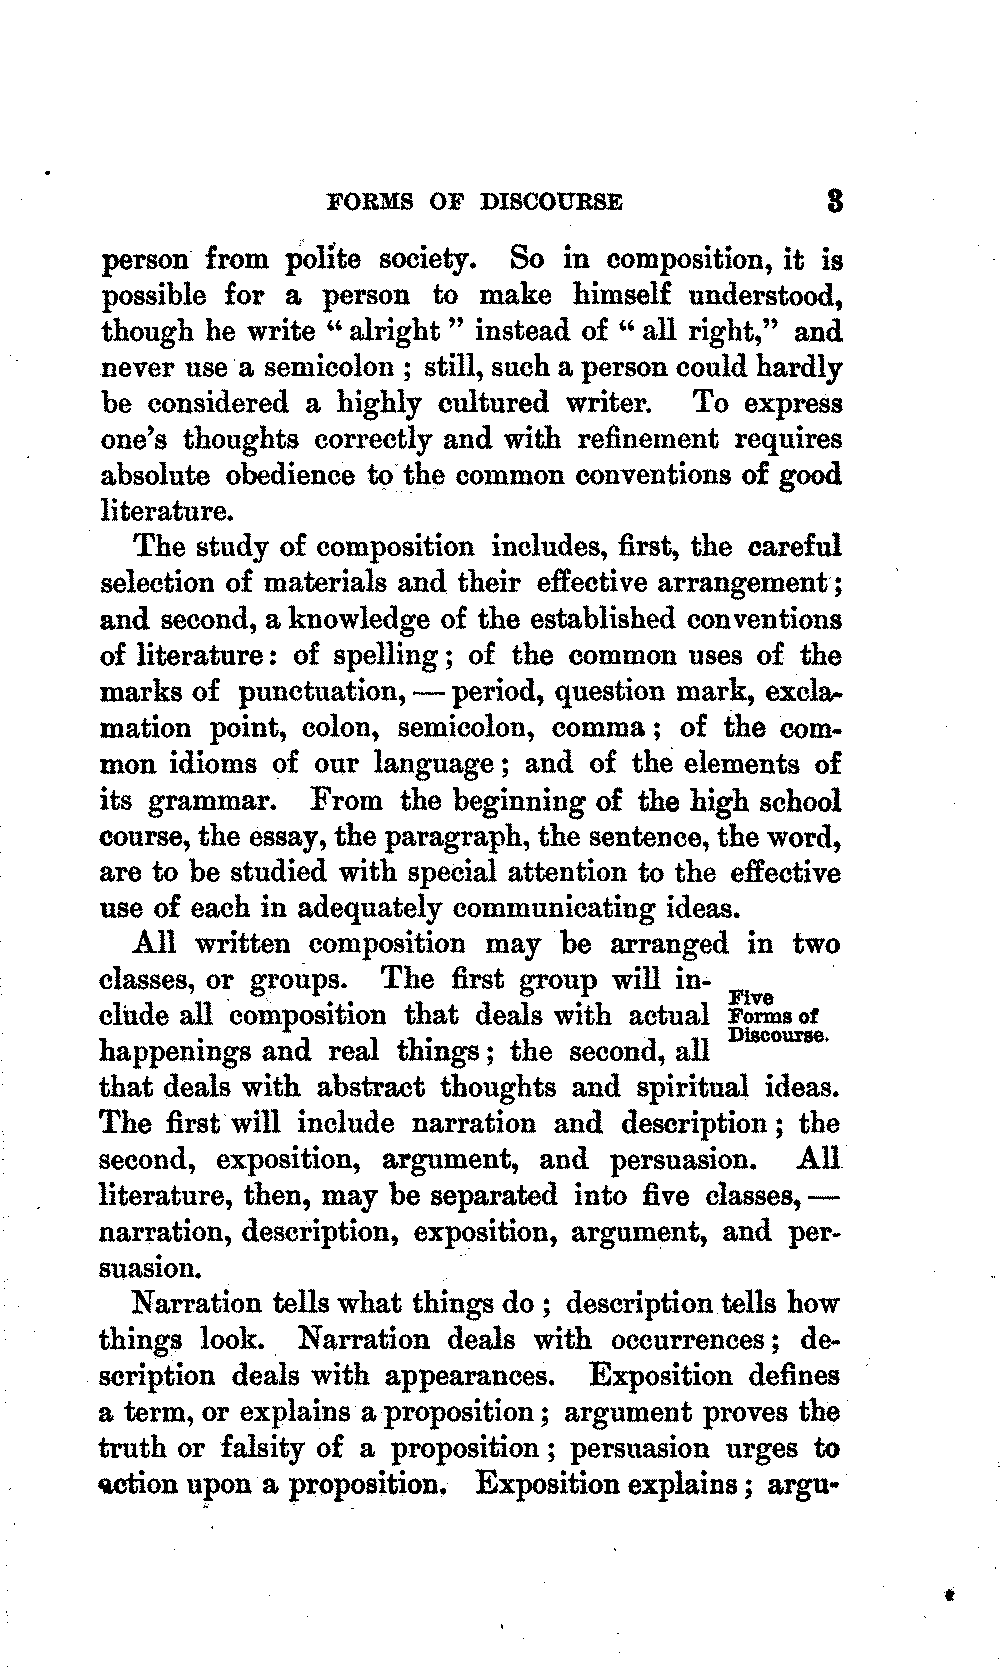 FORMS OF DISCOURSE 3
person from polite society. So in composition, it is
possible for a person to make himself understood,
though he write “ alright ” instead of “ all right,” and
never use a semicolon ; still, such a person could hardly
be considered a highly cultured writer. To express
one's thoughts correctly and with refinement requires
absolute obedience to the common conventions of good
literature.
The study of composition includes, first, the careful
selection of materials and their effective arrangement ;
and second, a knowledge of the established conventions
of literature: of spelling ; of the common uses of the
marks of punctuation, — period, question mark, excla-
mation point, colon, semicolon, comma ; of the com-
mon idioms of our language ; and of the elements of
its grammar. From the beginning of the high school
course, the essay, the paragraph, the sentence, the word,
are to be studied with special attention to the effective
use of each in adequately communicating ideas.
All written composition may be arranged in two
classes, or groups. The first group will in-
clude all composition that deals with actual
happenings and real things ; the second, all
Five
Forms of
Discourse.
that deals with abstract thoughts and spiritual ideas.
The first will include narration and description ; the
second, exposition, argument, and persuasion. All
literature, then, may be separated into five classes, —
narration, description, exposition, argument, and per-
suasion.
Narration tells what things do ; description tells how
things look. Narration deals with occurrences ; de-
scription deals with appearances. Exposition defines
a term, or explains a proposition ; argument proves the
truth or falsity of a proposition ; persuasion urges to
action upon a proposition. Exposition explains ; argu-